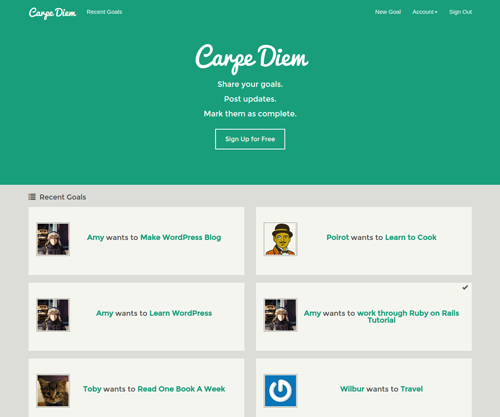 Carpe Diem Recent Goals New Goal Account Sign Out
Carpe Diem
Share your goals.
Post updates.
Mark them as complete.
Sign Up for Free
Recent Goals
Amy wants to Make WordPress Blog
Poirot wants to Learn to Cook
Amy wants to Learn WordPress
Amy wants to work through Ruby on Rails
Tutorial
Toby wants to Read One Book A Week
Wilbur wants to Travel